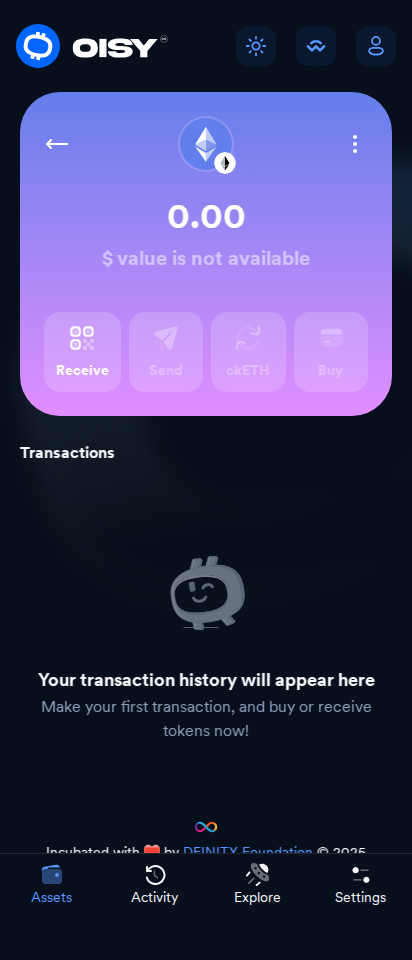 OISY
0.00
$ value is not available
Receive
Send
ckETH
Buy
Transactions
Your transaction history will appear here
Make your first transaction, and buy or receive
tokens now!
Incubated with ❤️ by DFINITY Foundation © 2025
Assets
Activity
Explore
Settings